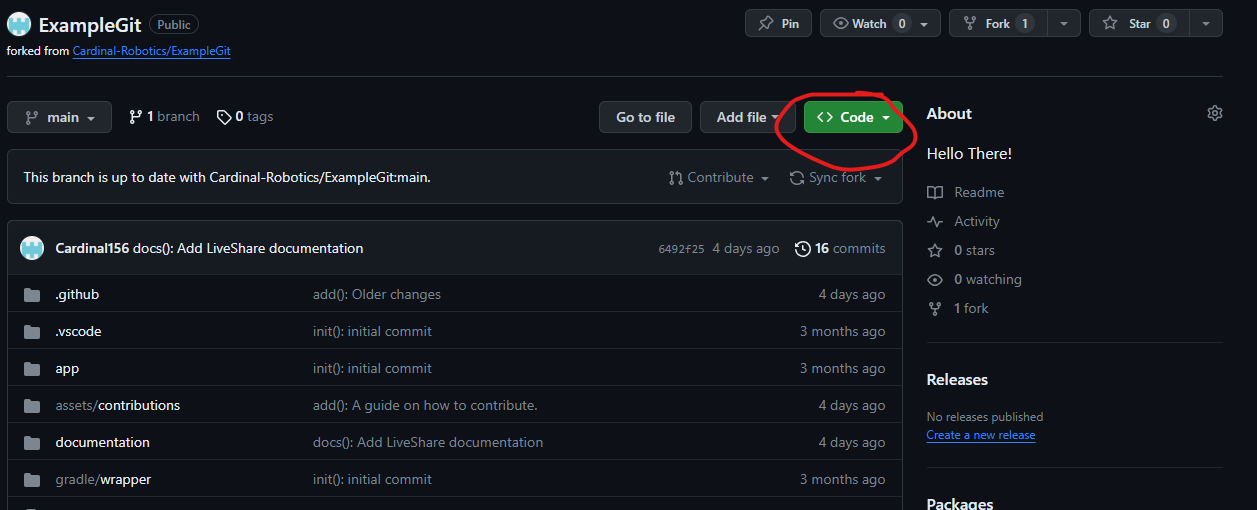 ExampleGit Public Pin Watch 0 Fork 1 Star 0
forked from Cardinal-Robotics/ExampleGit
main 1 branch 0 tags Go to file Add file Code
This branch is up to date with Cardinal-Robotics/ExampleGit:main. Contribute Sync fork
Cardinal156 docs(): Add LiveShare documentation 6492f25 4 days ago 16 commits
.github add(): Older changes 4 days ago
.vscode init(): initial commit 3 months ago
app init(): initial commit 3 months ago
assets/contributions add(): A guide on how to contribute. 4 days ago
documentation docs(): Add LiveShare documentation 4 days ago
gradle/wrapper init(): initial commit 3 months ago
About
Hello There!
Readme
Activity
0 stars
0 watching
1 fork
Releases
No releases published
Create a new release
Packages